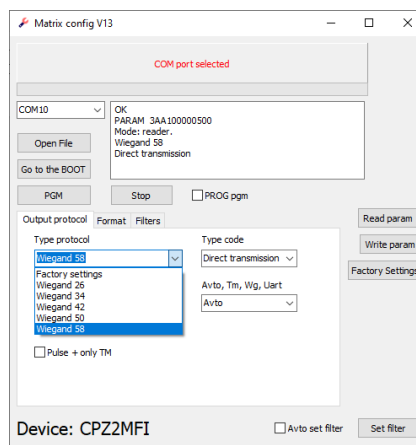 Matrix config V13
COM port selected
COM10
OK
PARAM 3AA100000500
Mode: reader.
Wiegand 58
Direct transmission
Open File
Go to the BOOT
PGM
Stop
PROG pgm
Output protocol
Format
Filters
Read param
Write param
Factory Settings
Type protocol
Type code
Wiegand 58
Direct transmission
Factory settings
Wiegand 26
Wiegand 34
Wiegand 42
Wiegand 50
Wiegand 58
Avto, Tm, Wg, Uart
Avto
Pulse + only TM
Device: CPZ2MFI
Avto set filter
Set filter